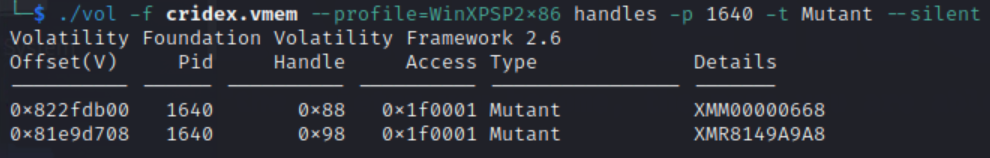 └─$ ./vol -f cridex.vmem --profile=WinXPSP2×86 handles -p 1640 -t Mutant --silent
Volatility Foundation Volatility Framework 2.6
Offset(V) Pid Handle Access Type Details
0×822fdb00 1640 0×88 0×1f0001 Mutant XMM00000668
0×81e9d708 1640 0×98 0×1f0001 Mutant XMR8149A9A8